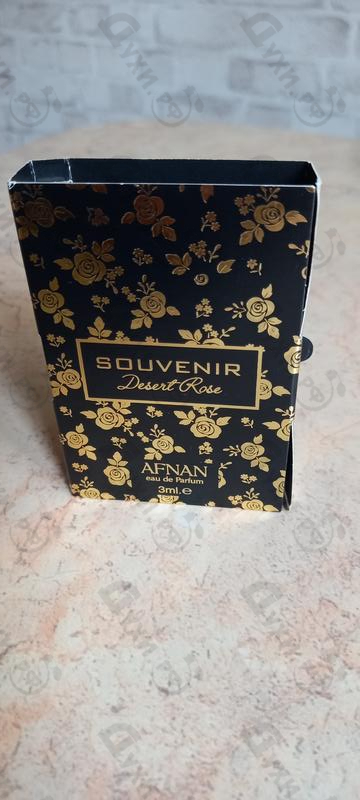 SOUVENIR
Desert Rose
AFNAN
eau de Parfum
3ml.e